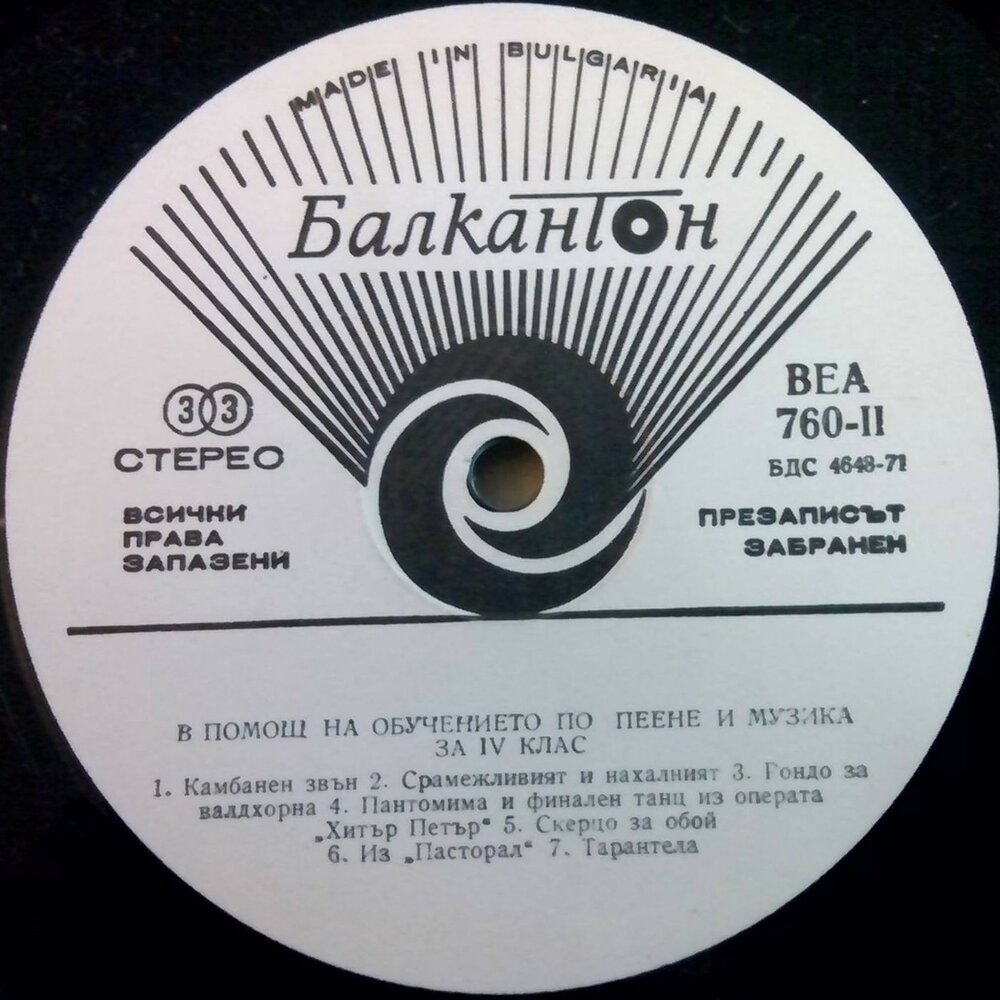 MADE IN BULGARIA
Балкантон
33
СТЕРЕО
ВСИЧКИ
ПРАВА
ЗАПАЗЕНИ
ВЕА
760-II
БДС 4648-71
ПРЕЗАПИСЪТ
ЗАБРАНЕН
В ПОМОЩ НА ОБУЧЕНИЕТО ПО ПЕЕНЕ И МУЗИКА
ЗА IV КЛАС
1. Камбанен звън 2. Срамежливият и нахалният 3. Рондо за
валдхорна 4. Пантомима и финален танц из операта
„Хитър Петър“ 5. Скерцо за обой
6. Из „Пасторал“ 7. Тарантела